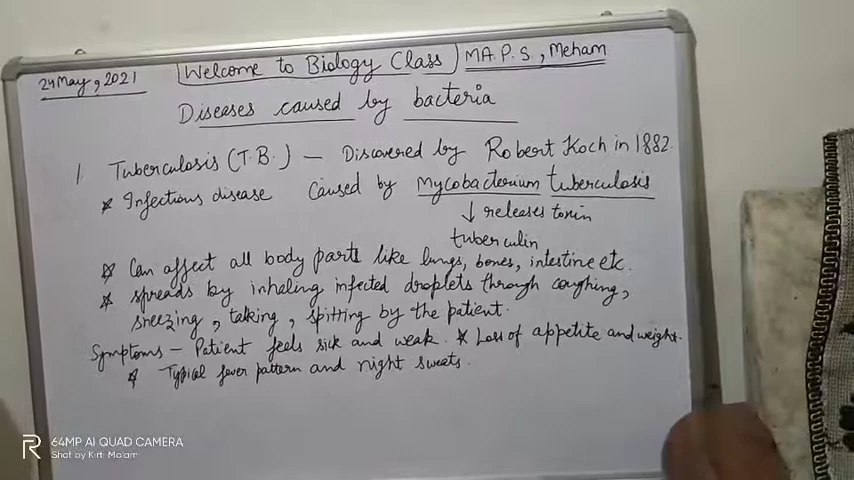 24 May, 2021 Welcome to Biology Class M.A.P.S., Meham
Diseases caused by bacteria
1. Tuberculosis (T.B.) — Discovered by Robert Koch in 1882.
* Infectious disease Caused by Mycobacterium tuberculosis
↓ releases toxin
tuberculin
* Can affect all body parts like lungs, bones, intestine etc.
* spreads by inhaling infected droplets through coughing,
sneezing, talking, spitting by the patient.
Symptoms — Patient feels sick and weak. * Loss of appetite and weight.
* Typical fever pattern and night sweats.
R 64MP AI QUAD CAMERA
Shot by Kirti Malam